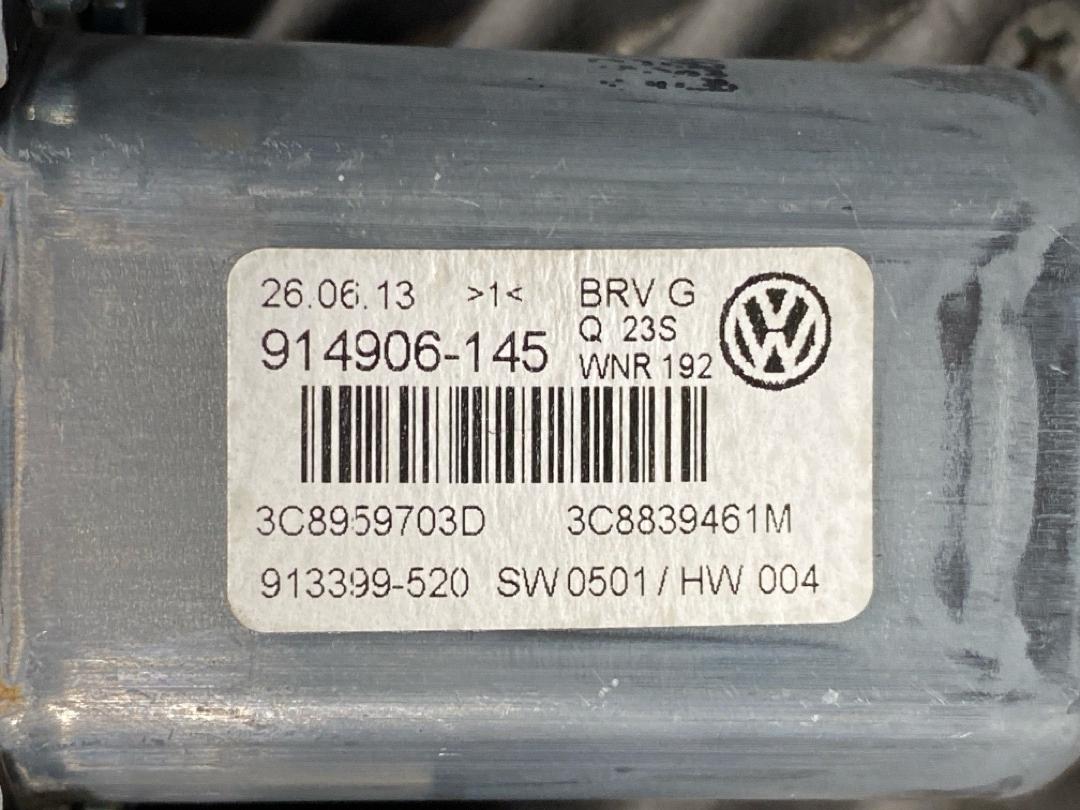 26.06.13 >1< BRV G
914906-145 Q 23S
WNR 192
3C8959703D 3C8839461M
913399-520 SW 0501 / HW 004